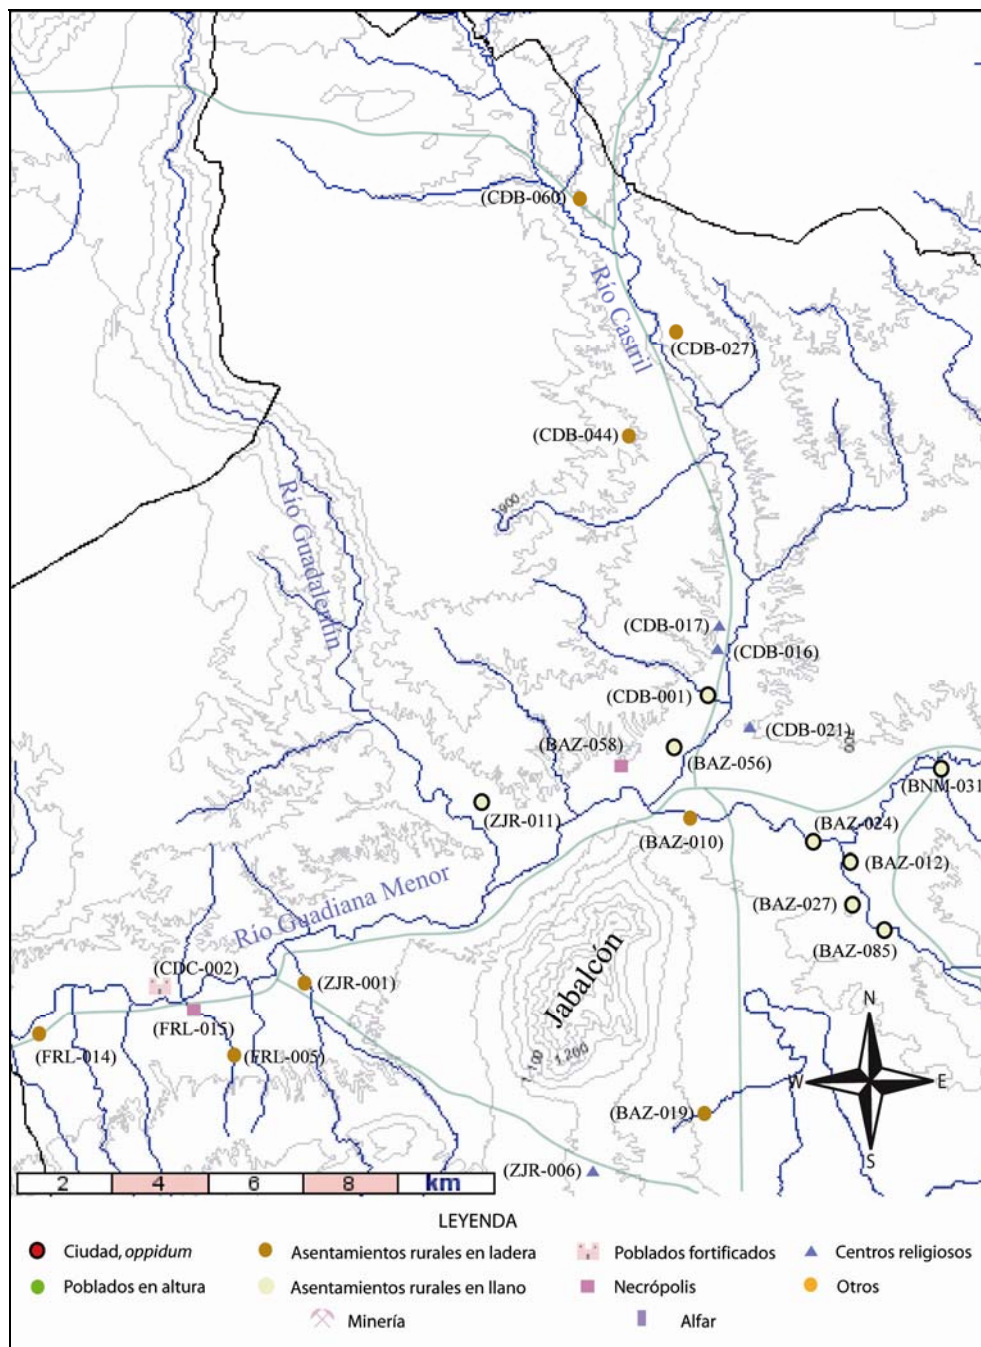 (CDB-060)
Río Castril
(CDB-027)
(CDB-044)
900
Río Guadalentín
(CDB-017)
(CDB-016)
(CDB-001)
(CDB-021)
(BAZ-058)
(BAZ-056)
(BNM-031
(ZJR-011)
(BAZ-010)
(BAZ-024)
(BAZ-012)
(BAZ-027)
(BAZ-085)
Río Guadiana Menor
(CDC-002)
(ZJR-001)
(FRL-015)
(FRL-014)
(FRL-005)
Jabalcón
1.100
1.200
N
W
E
S
(BAZ-019)
(ZJR-006)
2 4 6 8 km
LEYENDA
Ciudad, oppidum
Asentamientos rurales en ladera
Poblados fortificados
Centros religiosos
Poblados en altura
Asentamientos rurales en llano
Necrópolis
Otros
Minería
Alfar